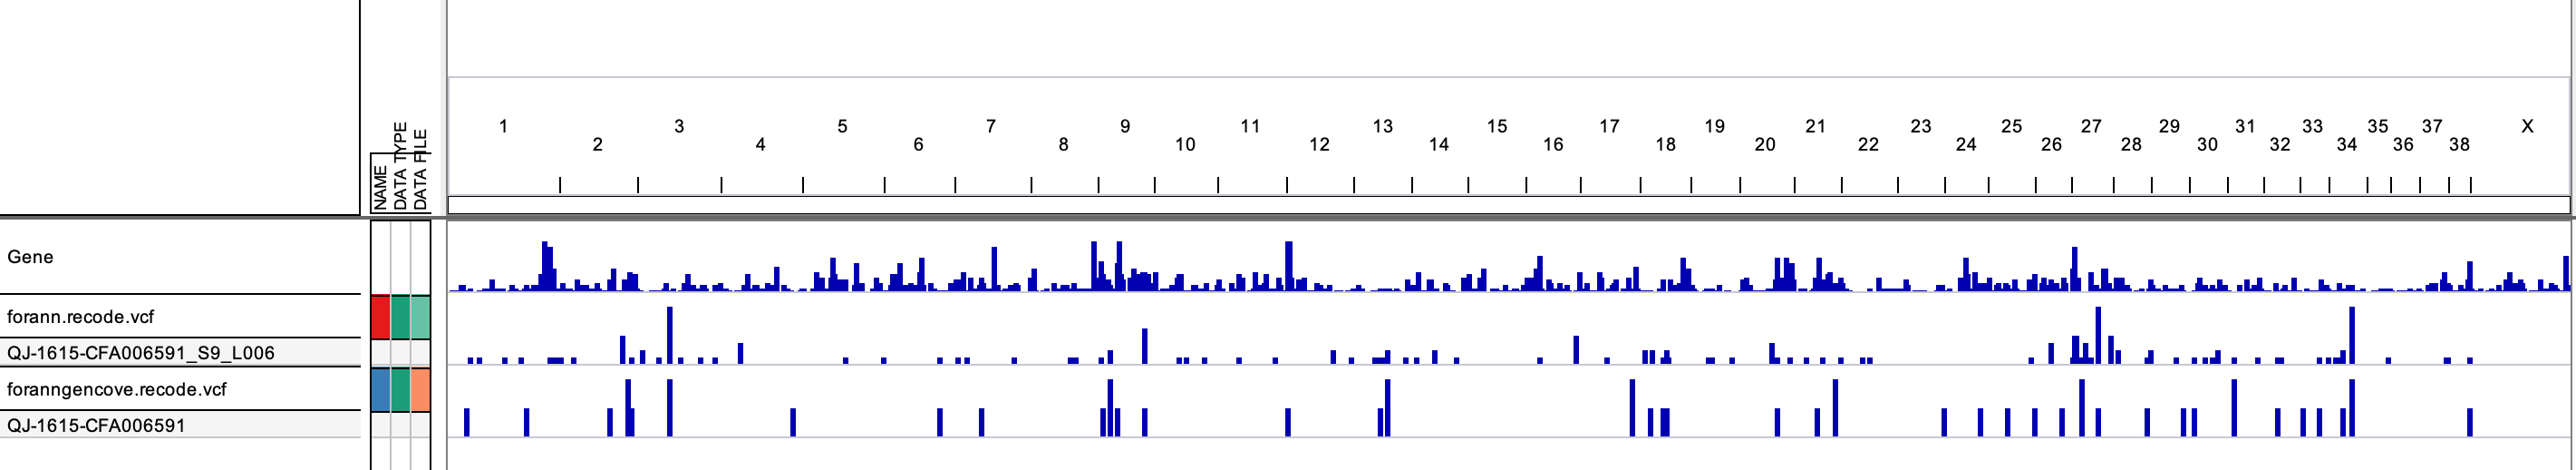 1 3 5 7 9 11 13 15 17 19 21 23 25 27 29 31 33 35 37 X
2 4 6 8 10 12 14 16 18 20 22 24 26 28 30 32 34 36 38
NAME
DATA TYPE
DATA FILE
Gene
forann.recode.vcf
QJ-1615-CFA006591_S9_L006
foranngencove.recode.vcf
QJ-1615-CFA006591